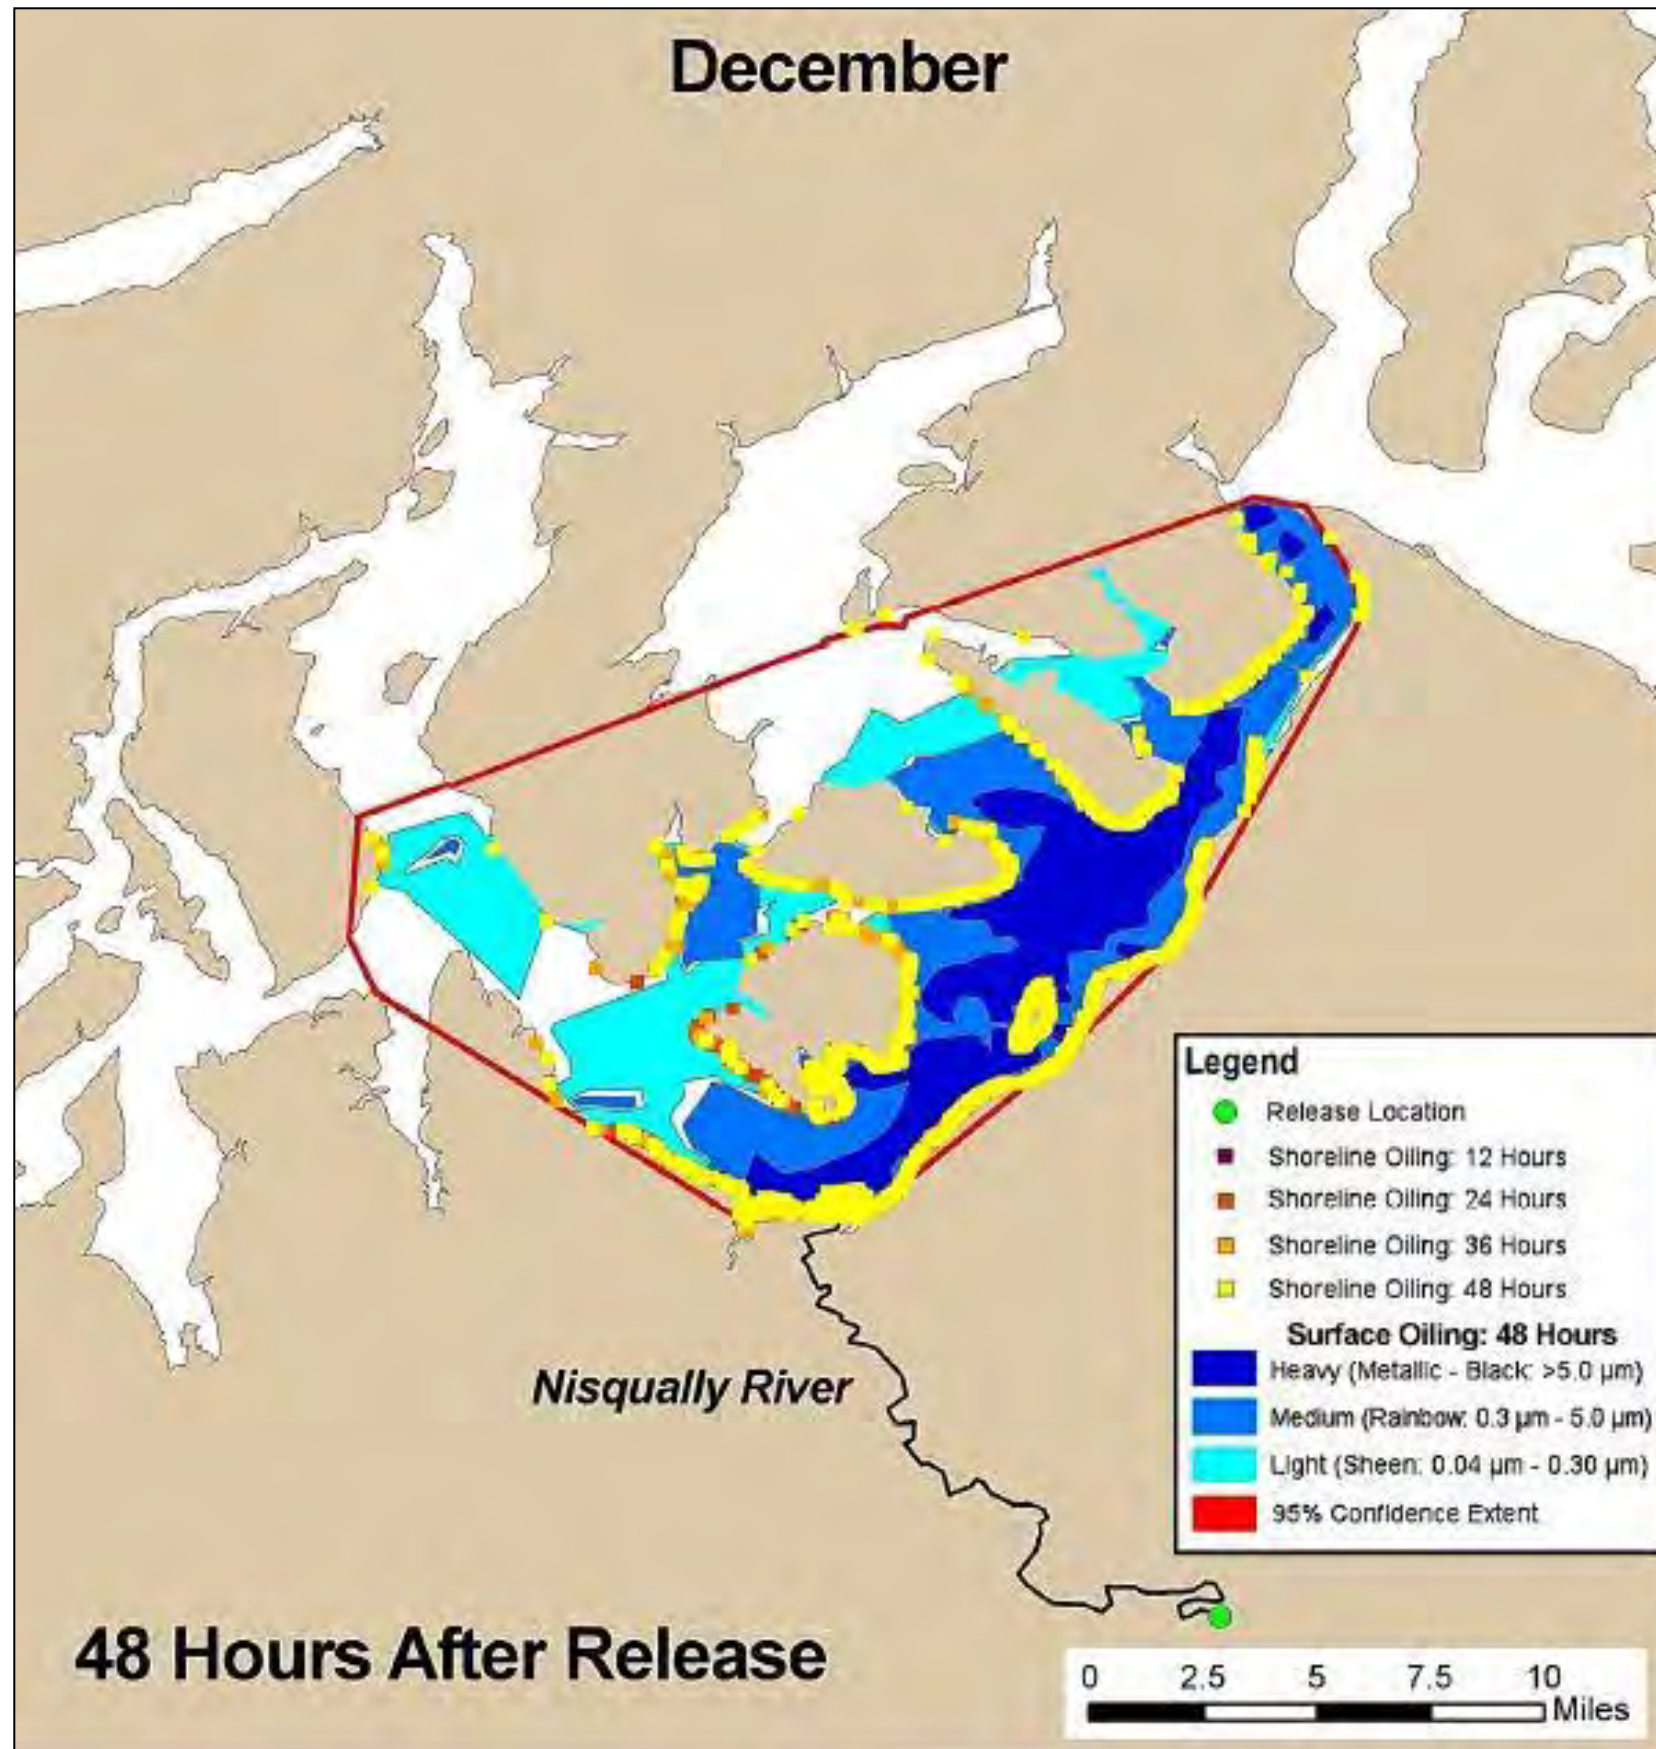 December
Legend
Release Location
Shoreline Oiling: 12 Hours
Shoreline Oiling: 24 Hours
Shoreline Oiling: 36 Hours
Shoreline Oiling: 48 Hours
Surface Oiling: 48 Hours
Heavy (Metallic - Black: >5.0 µm)
Medium (Rainbow: 0.3 µm - 5.0 µm)
Light (Sheen: 0.04 µm - 0.30 µm)
95% Confidence Extent
Nisqually River
48 Hours After Release
0 2.5 5 7.5 10
Miles